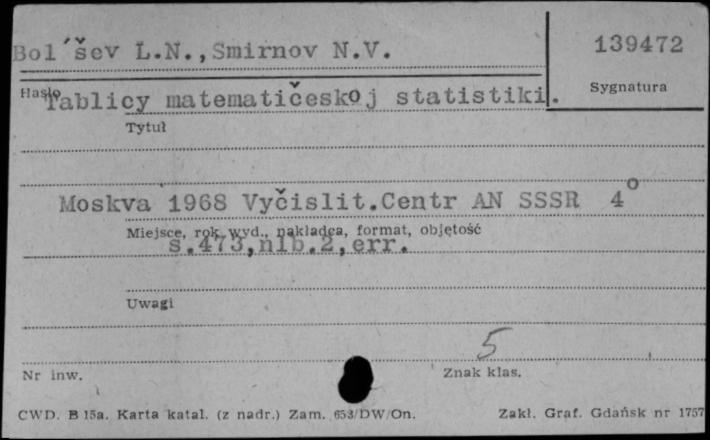 Bol´šev L.N.,Smirnov N.V.
139472
Hasło
Sygnatura
Tablicy matematičeskoj statistiki.
Tytuł
Moskva 1968 Vyčislit.Centr AN SSSR 4°
Miejsce, rok wyd., nakładca, format, objętość
s.473,nlb.2,err.
Uwagi
5
Nr inw.
Znak klas.
CWD. B 15a. Karta katal. (z nadr.) Zam. 653/DW/On. Zakł. Graf. Gdańsk nr 1757